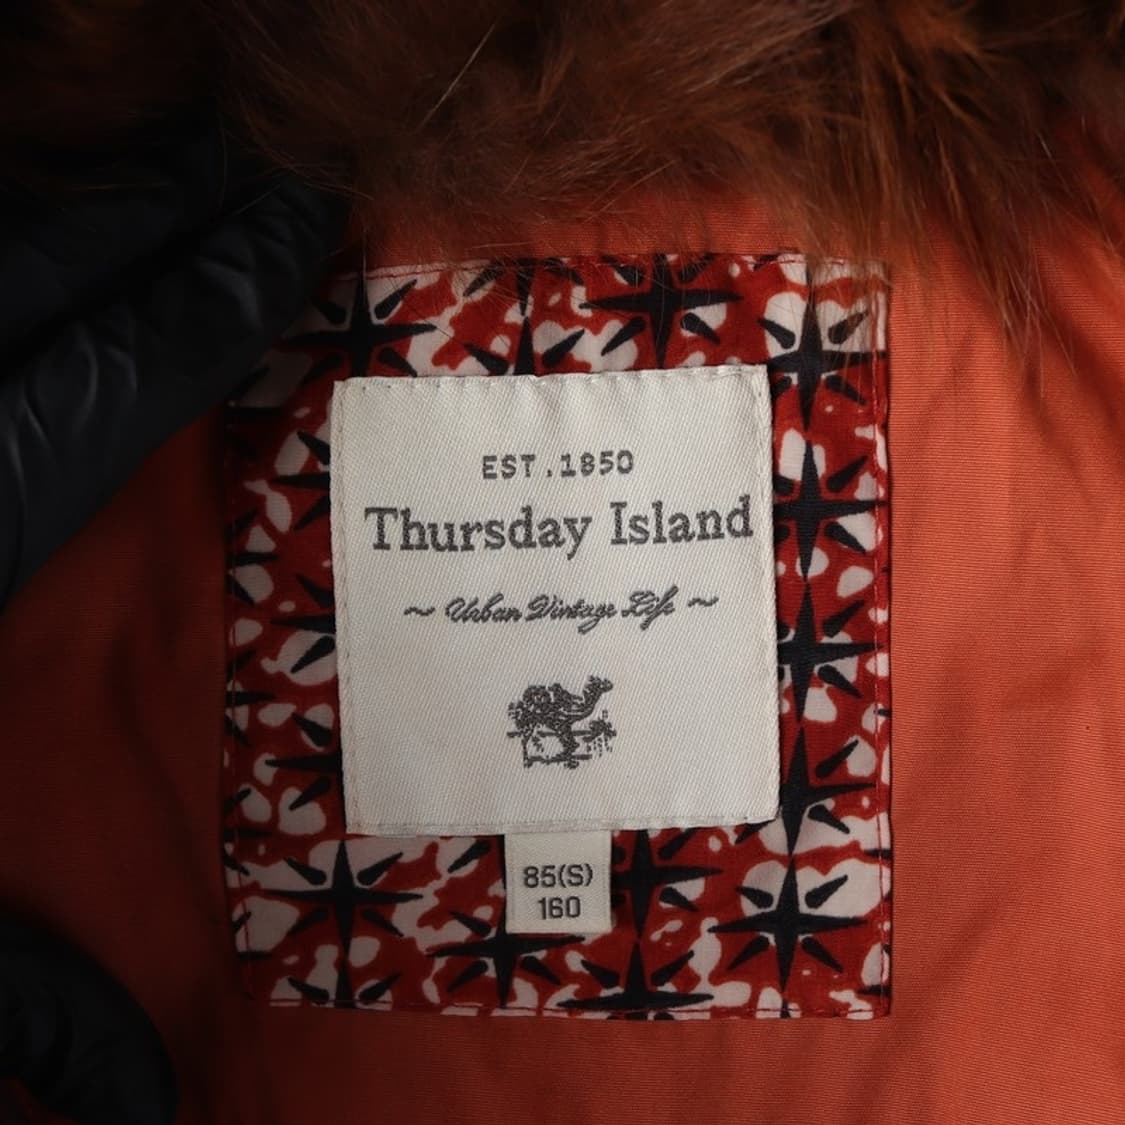 EST.1850
Thursday Island
~ Urban Vintage Life ~
85(S)
160